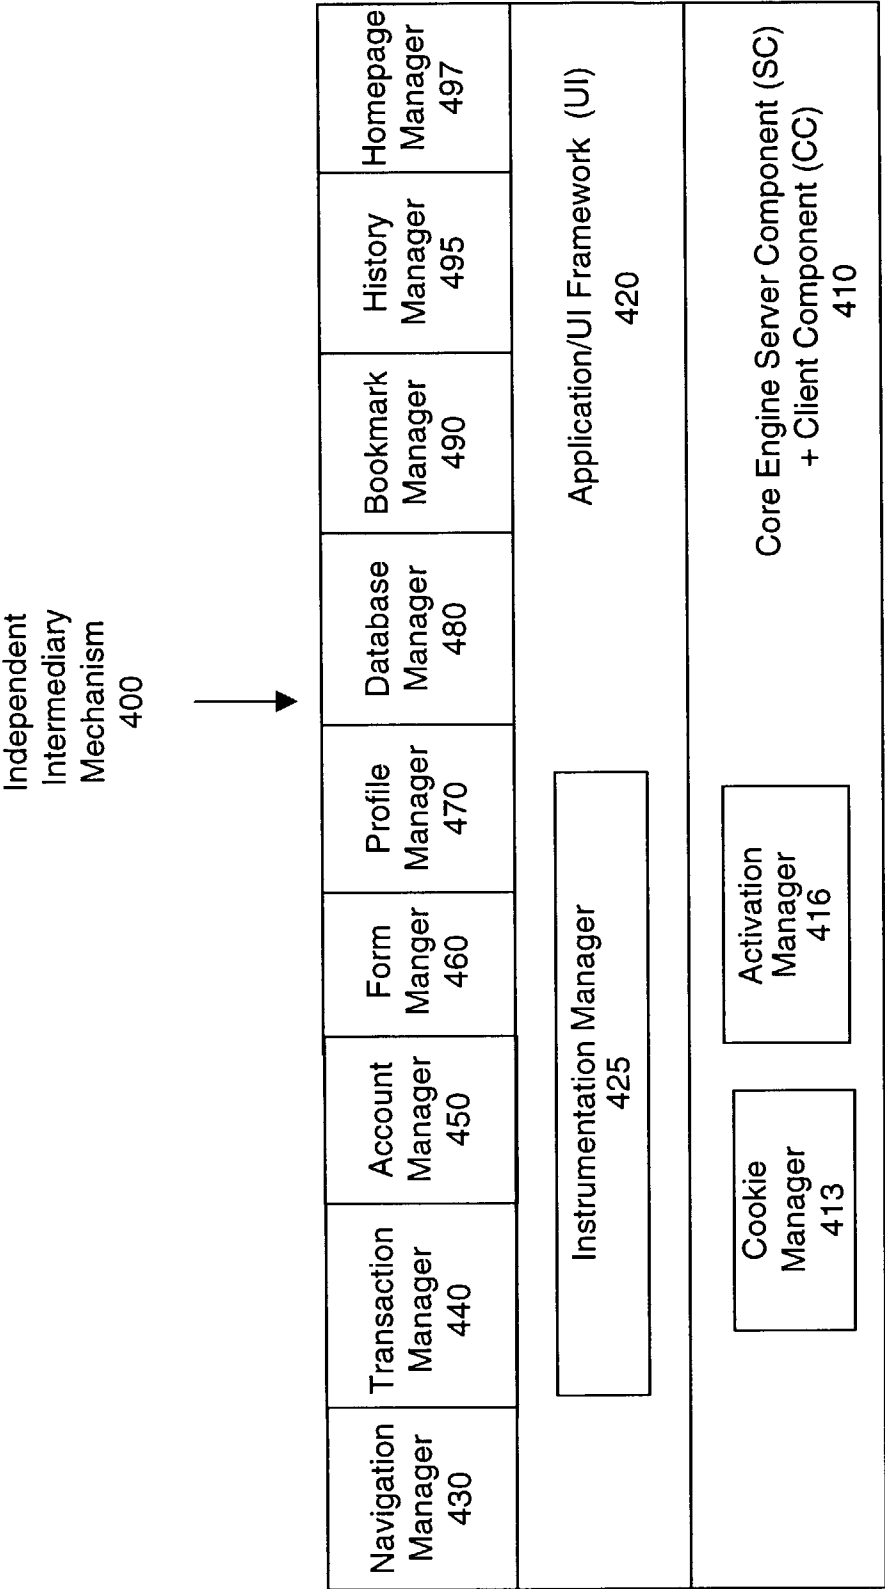 Independent
Intermediary
Mechanism
400
Navigation
Manager
430
Transaction
Manager
440
Account
Manager
450
Form
Manger
460
Profile
Manager
470
Database
Manager
480
Bookmark
Manager
490
History
Manager
495
Homepage
Manager
497
Instrumentation Manager
425
Application/UI Framework (UI)
420
Cookie
Manager
413
Activation
Manager
416
Core Engine Server Component (SC)
+ Client Component (CC)
410